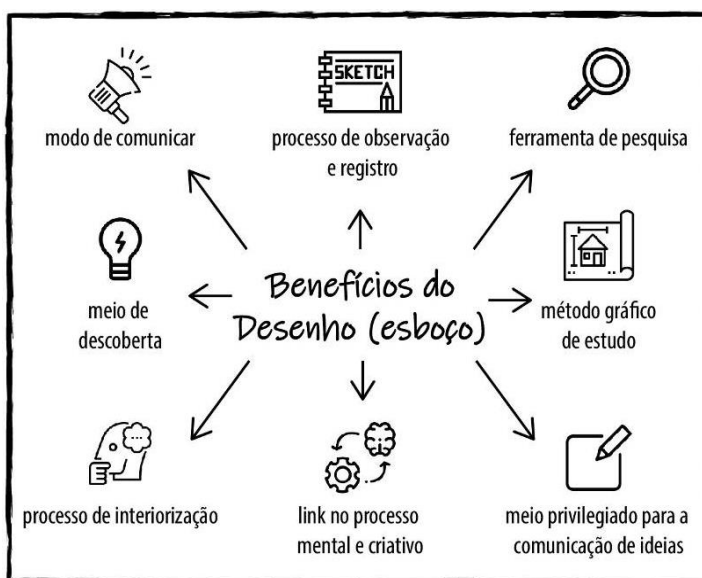 modo de comunicar
SKETCH
processo de observação
e registro
ferramenta de pesquisa
meio de
descoberta
Benefícios do
Desenho (esboço)
método gráfico
de estudo
processo de interiorização
link no processo
mental e criativo
meio privilegiado para a
comunicação de ideias